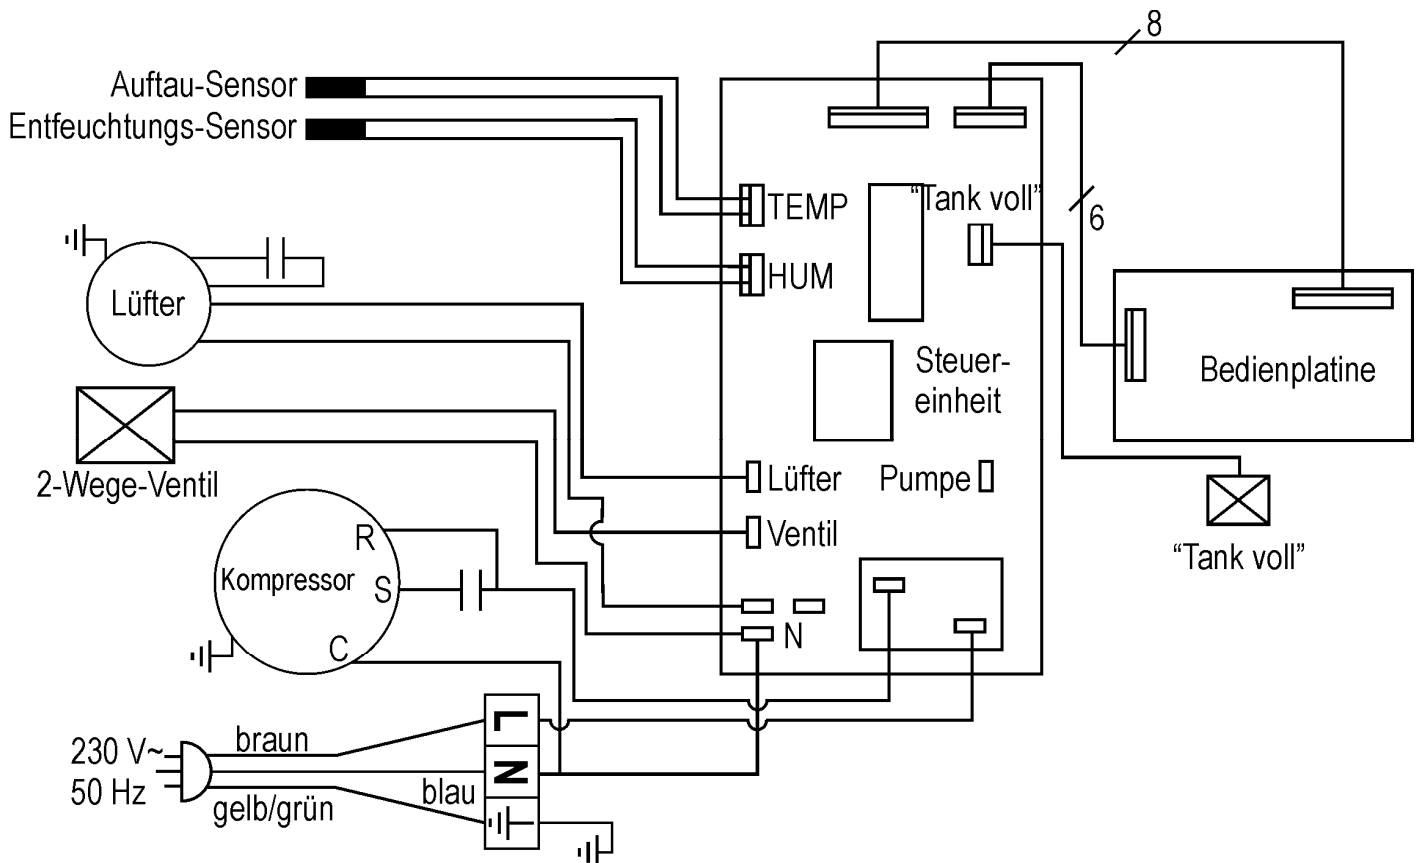 8
Auftau-Sensor
Entfeuchtungs-Sensor
TEMP
“Tank voll”
6
HUM
Lüfter
Steuer-
einheit
Bedienplatine
2-Wege-Ventil
Lüfter
Pumpe
Ventil
“Tank voll”
R
Kompressor
S
C
N
L
230 V~
braun
N
50 Hz
gelb/grün
blau